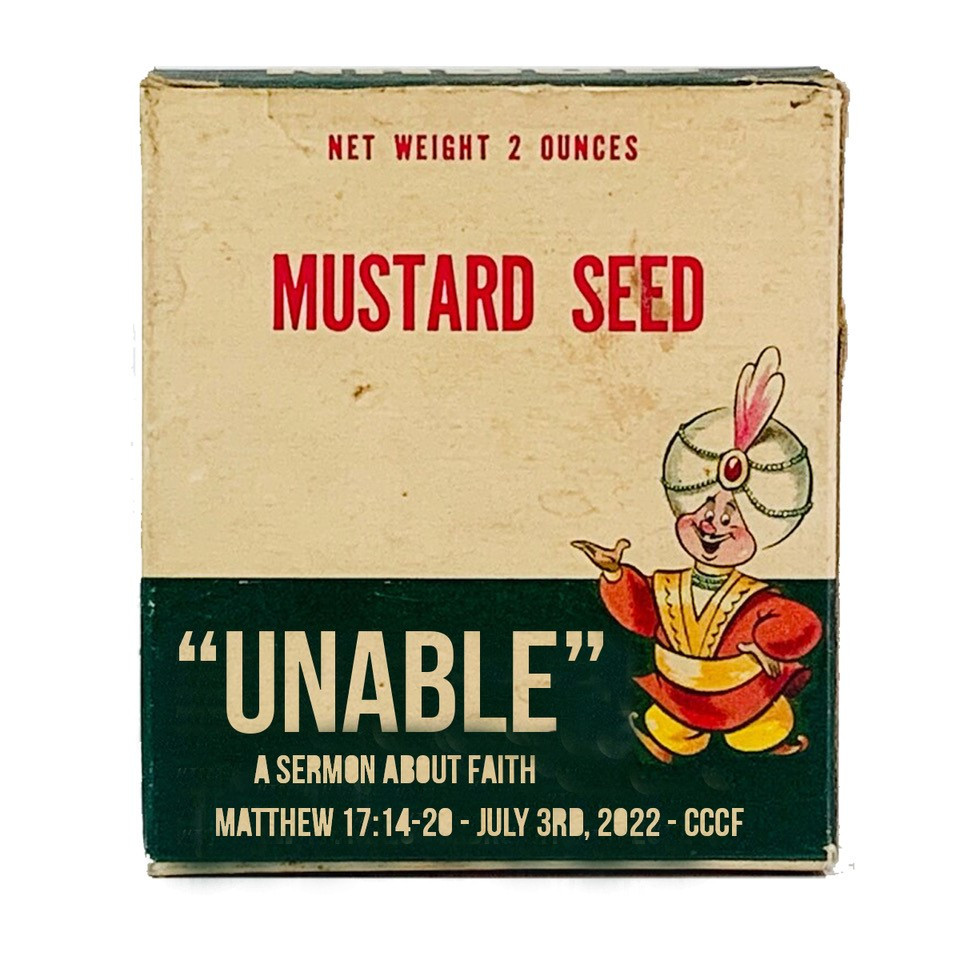 NET WEIGHT 2 OUNCES
MUSTARD SEED
“UNABLE”
A SERMON ABOUT FAITH
MATTHEW 17:14-20 - JULY 3RD, 2022 - CCCF